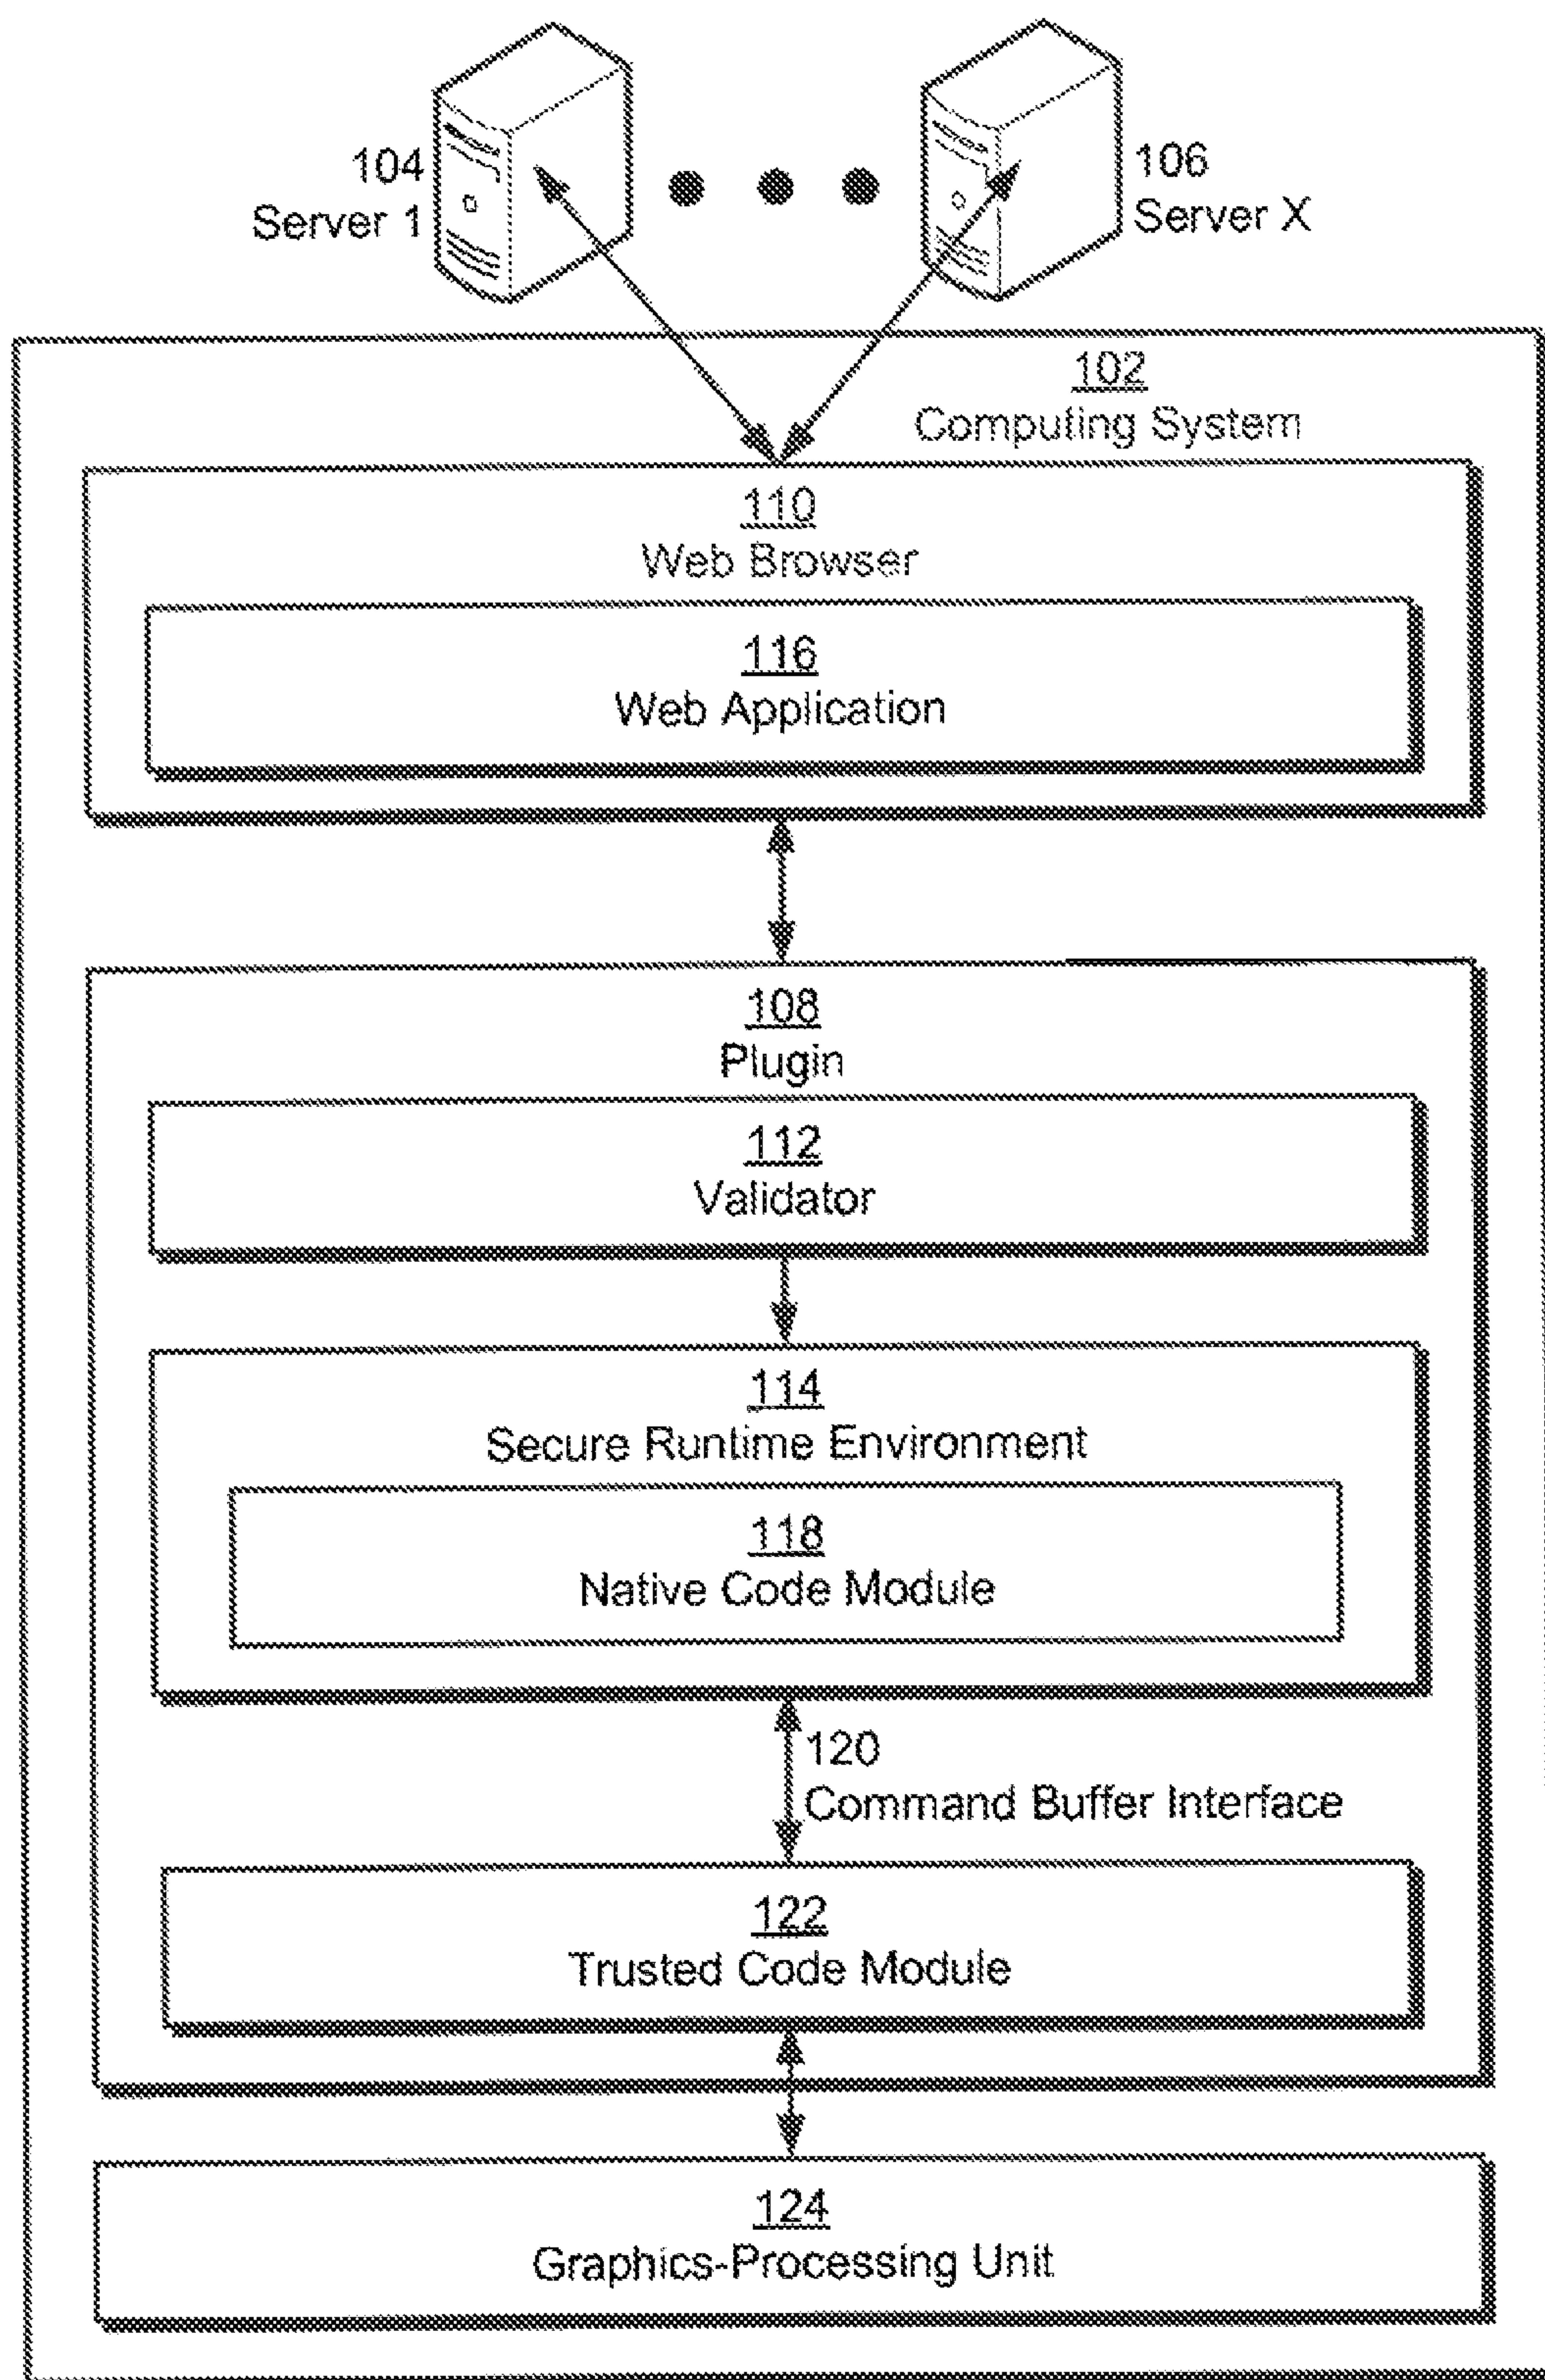 104
Server 1
106
Server X
102
Computing System
110
Web Browser
116
Web Application
108
Plugin
112
Validator
114
Secure Runtime Environment
118
Native Code Module
120
Command Buffer Interface
122
Trusted Code Module
124
Graphics-Processing Unit